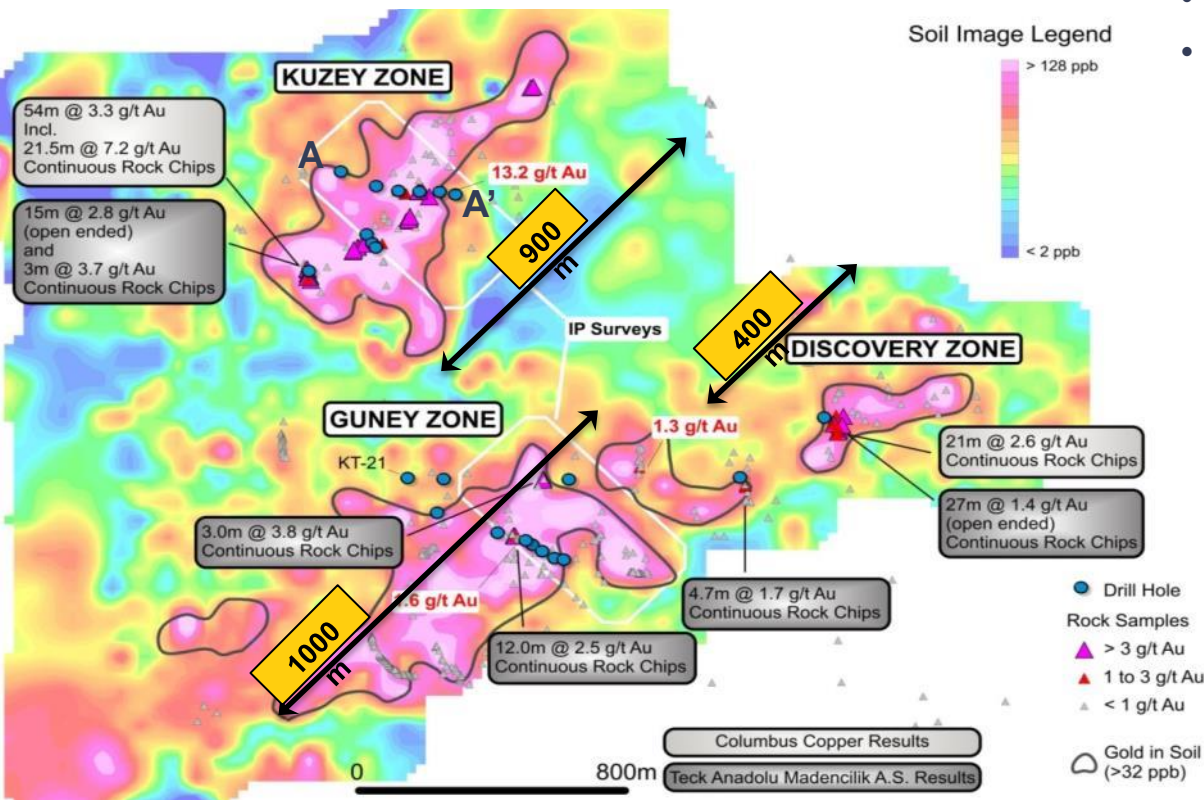 Soil Image Legend
> 128 ppb
< 2 ppb
KUZEY ZONE
54m @ 3.3 g/t Au
Incl.
21.5m @ 7.2 g/t Au
Continuous Rock Chips
15m @ 2.8 g/t Au
(open ended)
and
3m @ 3.7 g/t Au
Continuous Rock Chips
A
A'
13.2 g/t Au
900
m
400
m
IP Surveys
DISCOVERY ZONE
GUNEY ZONE
1.3 g/t Au
KT-21
21m @ 2.6 g/t Au
Continuous Rock Chips
27m @ 1.4 g/t Au
(open ended)
Continuous Rock Chips
3.0m @ 3.8 g/t Au
Continuous Rock Chips
.6 g/t Au
4.7m @ 1.7 g/t Au
Continuous Rock Chips
1000
m
12.0m @ 2.5 g/t Au
Continuous Rock Chips
Drill Hole
Rock Samples
> 3 g/t Au
1 to 3 g/t Au
< 1 g/t Au
Gold in Soil
(>32 ppb)
Columbus Copper Results
Teck Anadolu Madencilik A.S. Results
0
800m